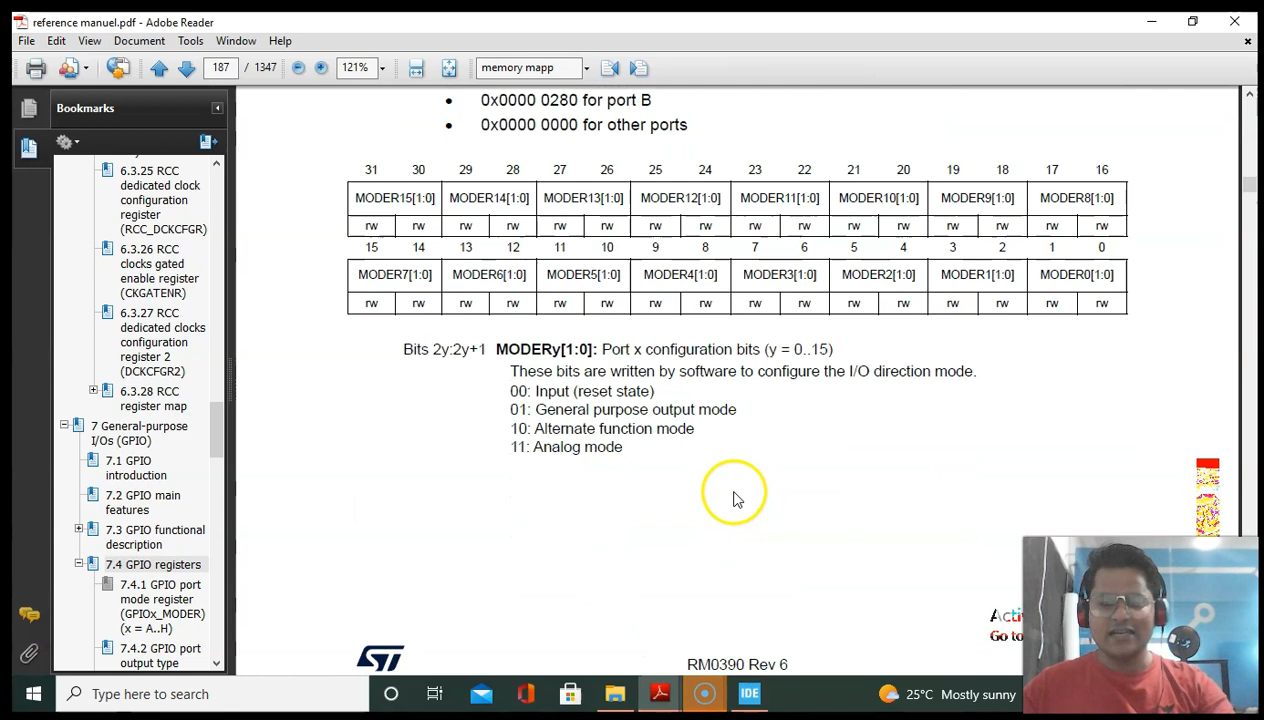 reference manuel.pdf - Adobe Reader
File Edit View Document Tools Window Help
187 / 1347 121% memory mapp
Bookmarks
6.3.25 RCC
dedicated clock
configuration
register
(RCC_DCKCFGR)
6.3.26 RCC
clocks gated
enable register
(CKGATENR)
6.3.27 RCC
dedicated clocks
configuration
register 2
(DCKCFGR2)
6.3.28 RCC
register map
7 General-purpose
I/Os (GPIO)
7.1 GPIO
introduction
7.2 GPIO main
features
7.3 GPIO functional
description
7.4 GPIO registers
7.4.1 GPIO port
mode register
(GPIOx_MODER)
(x = A..H)
7.4.2 GPIO port
output type
• 0x0000 0280 for port B
• 0x0000 0000 for other ports
31 30 29 28 27 26 25 24 23 22 21 20 19 18 17 16
MODER15[1:0] MODER14[1:0] MODER13[1:0] MODER12[1:0] MODER11[1:0] MODER10[1:0] MODER9[1:0] MODER8[1:0]
rw rw rw rw rw rw rw rw rw rw rw rw rw rw rw rw
15 14 13 12 11 10 9 8 7 6 5 4 3 2 1 0
MODER7[1:0] MODER6[1:0] MODER5[1:0] MODER4[1:0] MODER3[1:0] MODER2[1:0] MODER1[1:0] MODER0[1:0]
rw rw rw rw rw rw rw rw rw rw rw rw rw rw rw rw
Bits 2y:2y+1 MODERy[1:0]: Port x configuration bits (y = 0..15)
These bits are written by software to configure the I/O direction mode.
00: Input (reset state)
01: General purpose output mode
10: Alternate function mode
11: Analog mode
Go to
ST
RM0390 Rev 6
Type here to search
IDE
25°C Mostly sunny